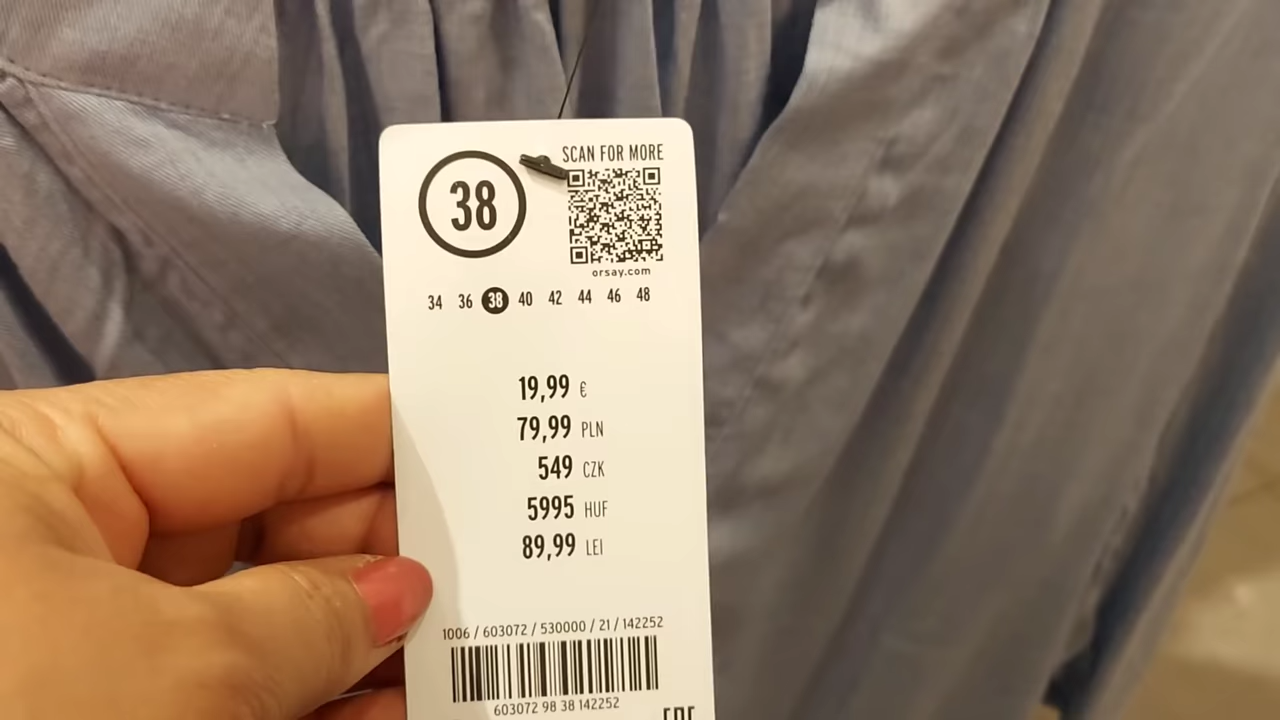 38
SCAN FOR MORE
orsay.com
34 36 38 40 42 44 46 48
19,99 €
79,99 PLN
549 CZK
5995 HUF
89,99 LEI
1006 / 603072 / 530000 / 21 / 142252
603072 98 38 142252